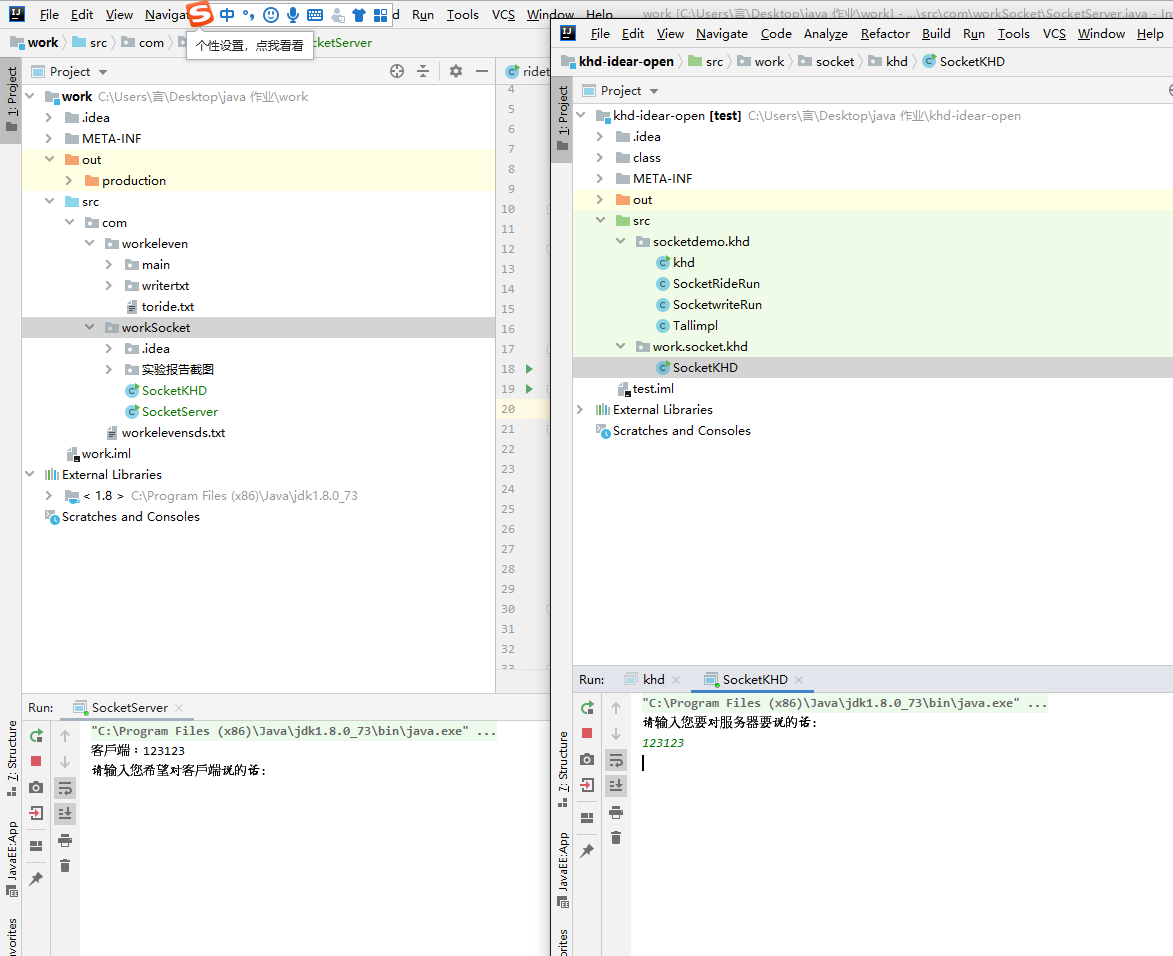 File Edit View Navigat 中 Run Tools VCS Window Help work [C:\Users\言\Desktop\java 作业\work] - ...\src\com\workSocket\SocketServer.java - Int
个性设置，点我看看
work src com cketServer
Project
ridet
1: Project
work C:\Users\言\Desktop\java 作业\work
.idea
META-INF
out
production
src
com
workeleven
main
writertxt
toride.txt
workSocket
.idea
实验报告截图
SocketKHD
SocketServer
workelevensds.txt
work.iml
External Libraries
< 1.8 > C:\Program Files (x86)\Java\jdk1.8.0_73
Scratches and Consoles
4
5
6
7
8
9
10
11
12
13
14
15
16
17
18
19
20
21
22
23
24
25
26
27
28
29
30
31
32
33
Run: SocketServer
"C:\Program Files (x86)\Java\jdk1.8.0_73\bin\java.exe" ...
客戶端：123123
请输入您希望对客戶端说的话：
7: Structure
JavaEE:App
avorites
File Edit View Navigate Code Analyze Refactor Build Run Tools VCS Window Help
khd-idear-open src work socket khd SocketKHD
Project
1: Project
khd-idear-open [test] C:\Users\言\Desktop\java 作业\khd-idear-open
.idea
class
META-INF
out
src
socketdemo.khd
khd
SocketRideRun
SocketwriteRun
Tallimpl
work.socket.khd
SocketKHD
test.iml
External Libraries
Scratches and Consoles
Run: khd SocketKHD
"C:\Program Files (x86)\Java\jdk1.8.0_73\bin\java.exe" ...
请输入您要对服务器要说的话：
123123
7: Structure
JavaEE:App
rites